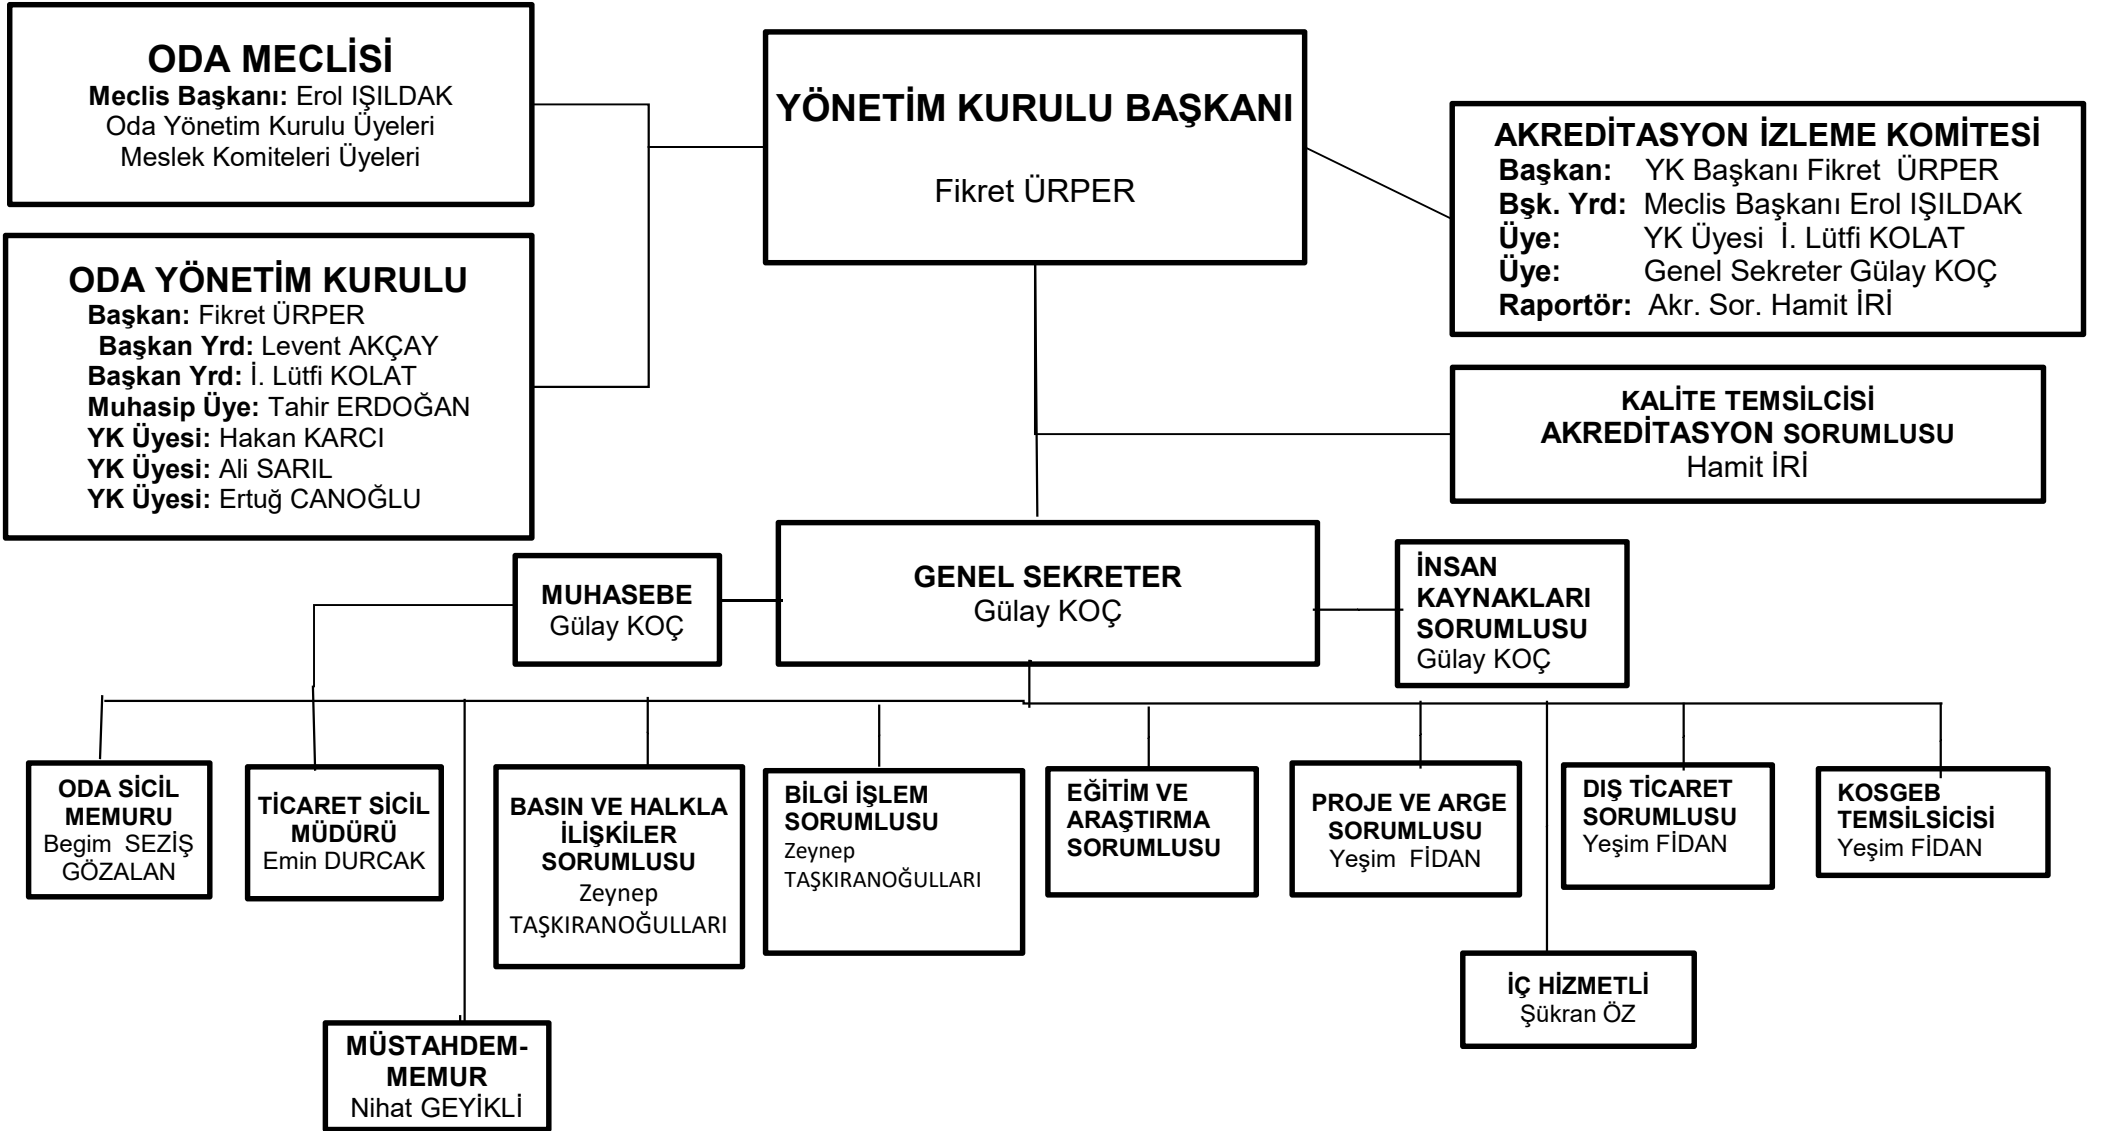 ODA MECLİSİ
Meclis Başkanı: Erol IŞILDAK
Oda Yönetim Kurulu Üyeleri
Meslek Komiteleri Üyeleri
YÖNETİM KURULU BAŞKANI
Fikret ÜRPER
AKREDİTASYON İZLEME KOMİTESİ
Başkan: YK Başkanı Fikret ÜRPER
Bşk. Yrd: Meclis Başkanı Erol IŞILDAK
Üye: YK Üyesi İ. Lütfi KOLAT
Üye: Genel Sekreter Gülay KOÇ
Raportör: Akr. Sor. Hamit İRİ
ODA YÖNETİM KURULU
Başkan: Fikret ÜRPER
Başkan Yrd: Levent AKÇAY
Başkan Yrd: İ. Lütfi KOLAT
Muhasip Üye: Tahir ERDOĞAN
YK Üyesi: Hakan KARCI
YK Üyesi: Ali SARIL
YK Üyesi: Ertuğ CANOĞLU
KALİTE TEMSİLCİSİ
AKREDİTASYON SORUMLUSU
Hamit İRİ
MUHASEBE
Gülay KOÇ
GENEL SEKRETER
Gülay KOÇ
İNSAN
KAYNAKLARI
SORUMLUSU
Gülay KOÇ
ODA SİCİL
MEMURU
Begim SEZİŞ
GÖZALAN
TİCARET SİCİL
MÜDÜRÜ
Emin DURCAK
BASIN VE HALKLA
İLİŞKİLER
SORUMLUSU
Zeynep
TAŞKIRANOĞULLARI
BİLGİ İŞLEM
SORUMLUSU
Zeynep
TAŞKIRANOĞULLARI
EĞİTİM VE
ARAŞTIRMA
SORUMLUSU
PROJE VE ARGE
SORUMLUSU
Yeşim FİDAN
DIŞ TİCARET
SORUMLUSU
Yeşim FİDAN
KOSGEB
TEMSİLSİCİSİ
Yeşim FİDAN
İÇ HİZMETLİ
Şükran ÖZ
MÜSTAHDEM-
MEMUR
Nihat GEYİKLİ